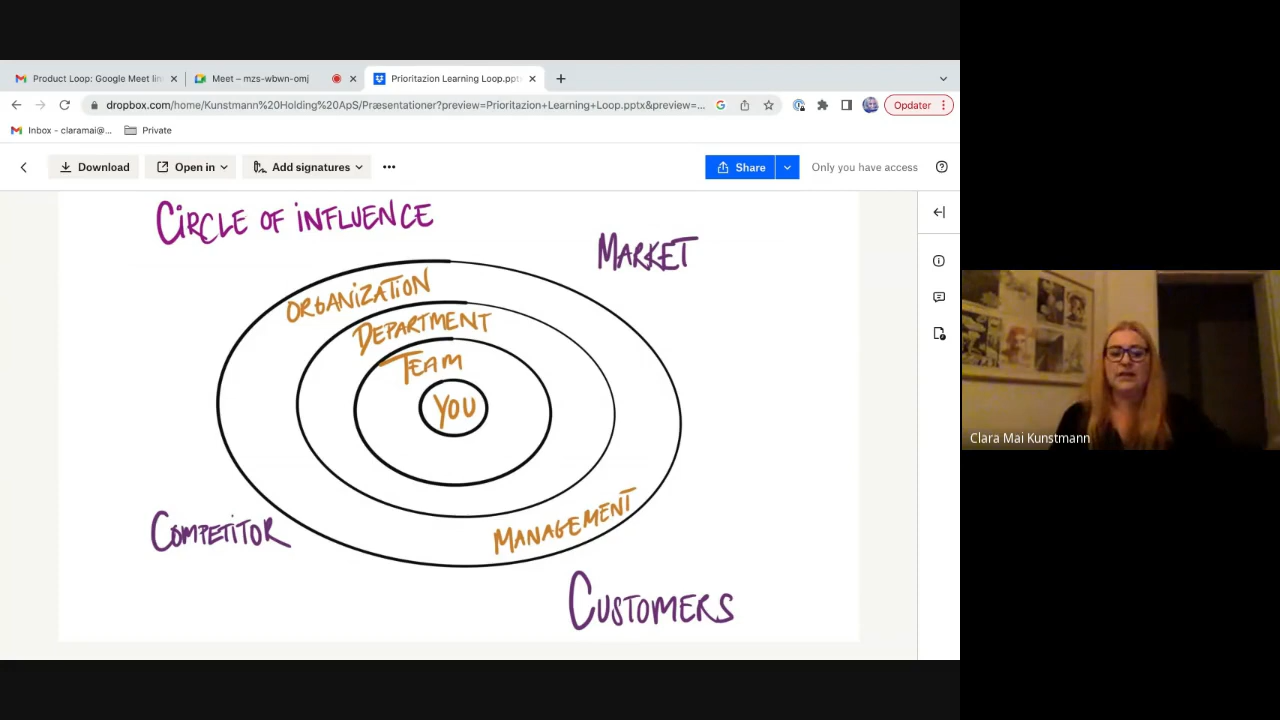 Product Loop: Google Meet lin
Meet – mzs-wbwn-omj
Prioritazion Learning Loop.ppt
dropbox.com/home/Kunstmann%20Holding%20ApS/Præsentationer?preview=Prioritazion+Learning+Loop.pptx&preview=...
Opdater
Inbox - claramai@...
Private
Download
Open in
Add signatures
Share
Only you have access
CIRCLE OF INFLUENCE
MARKET
ORGANIZATION
DEPARTMENT
TEAM
YOU
Clara Mai Kunstmann
COMPETITOR
MANAGEMENT
CUSTOMERS